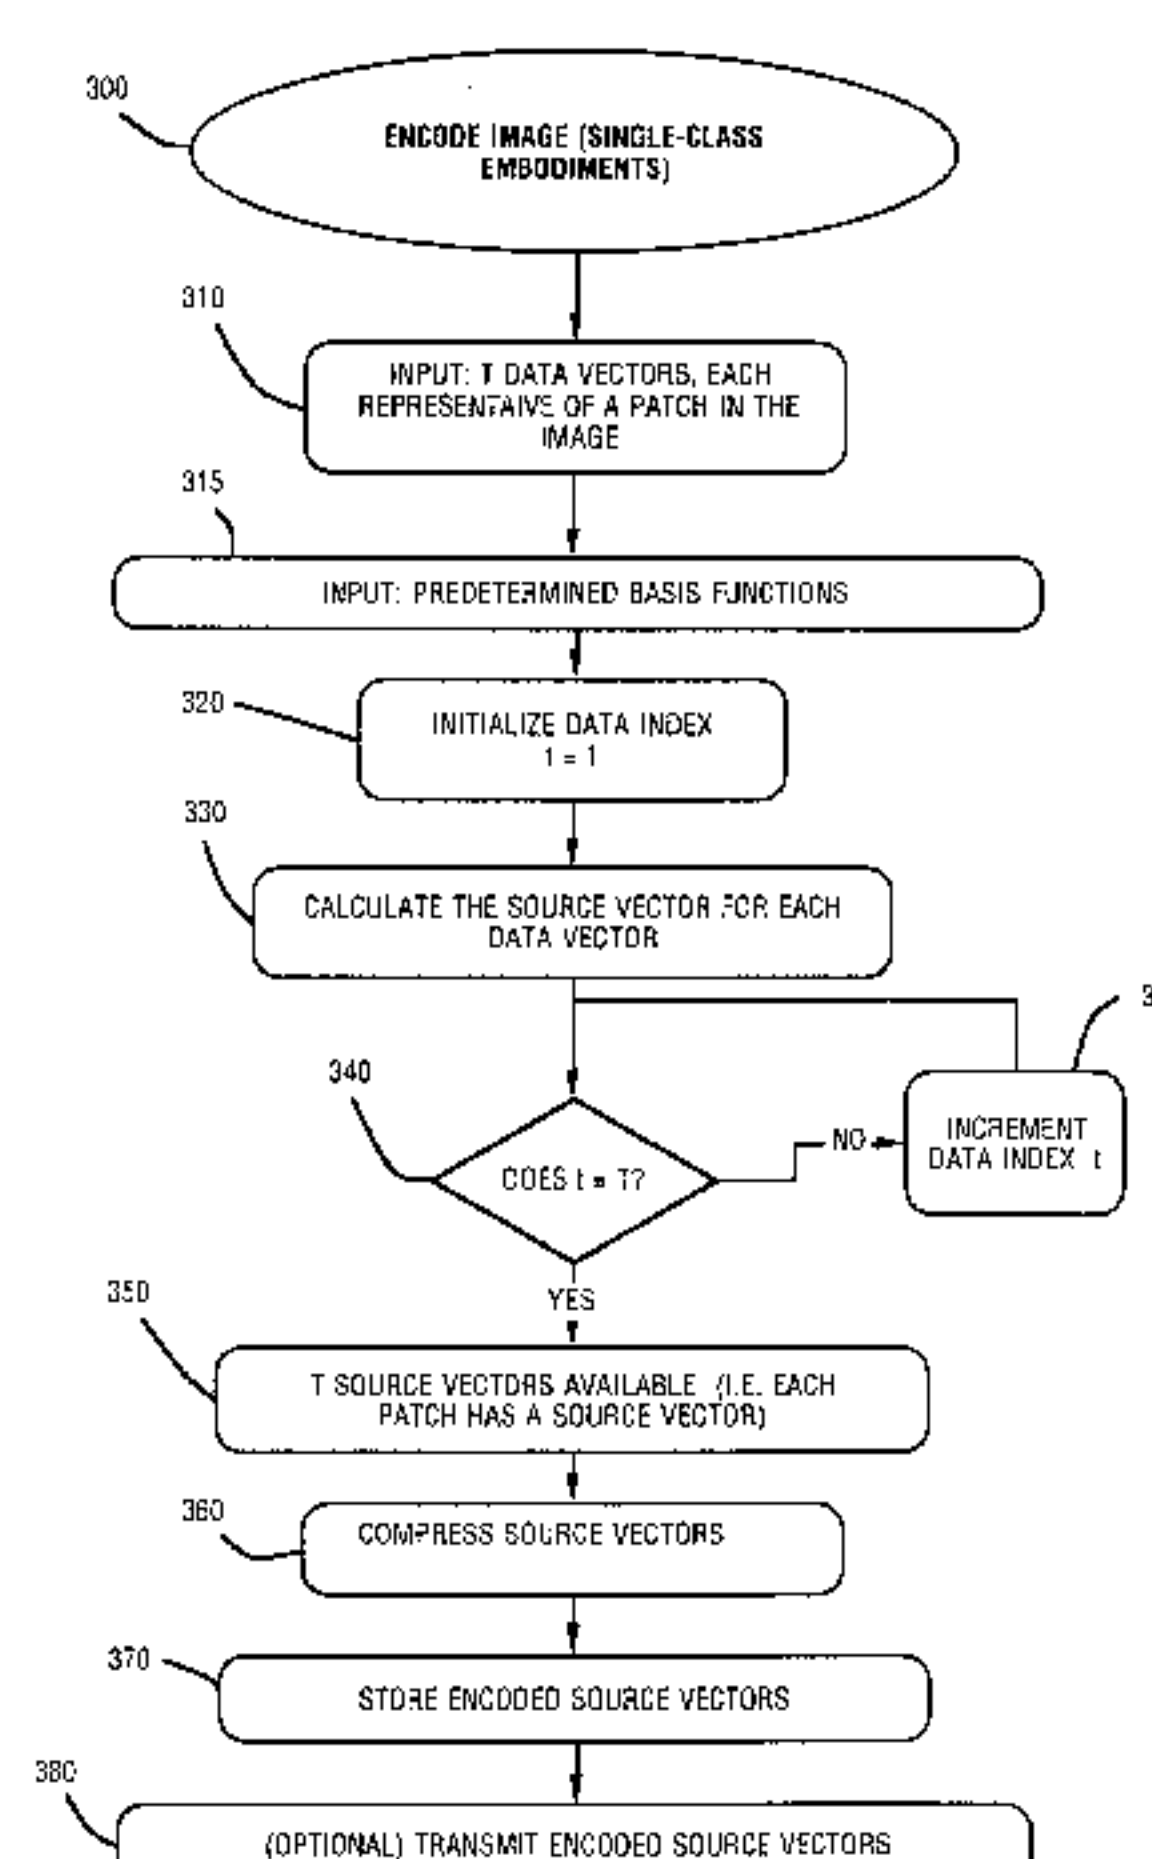 300
ENCODE IMAGE (SINGLE-CLASS
EMBODIMENTS)
310
INPUT: T DATA VECTORS, EACH
REPRESENTAIVE OF A PATCH IN THE
IMAGE
315
INPUT: PREDETERMINED BASIS FUNCTIONS
320
INITIALIZE DATA INDEX
t = 1
330
CALCULATE THE SOURCE VECTOR FOR EACH
DATA VECTOR
340
DOES t = T?
NO
INCREMENT
DATA INDEX t
YES
350
T SOURCE VECTORS AVAILABLE (I.E. EACH
PATCH HAS A SOURCE VECTOR)
360
COMPRESS SOURCE VECTORS
370
STORE ENCODED SOURCE VECTORS
380
(OPTIONAL) TRANSMIT ENCODED SOURCE VECTORS